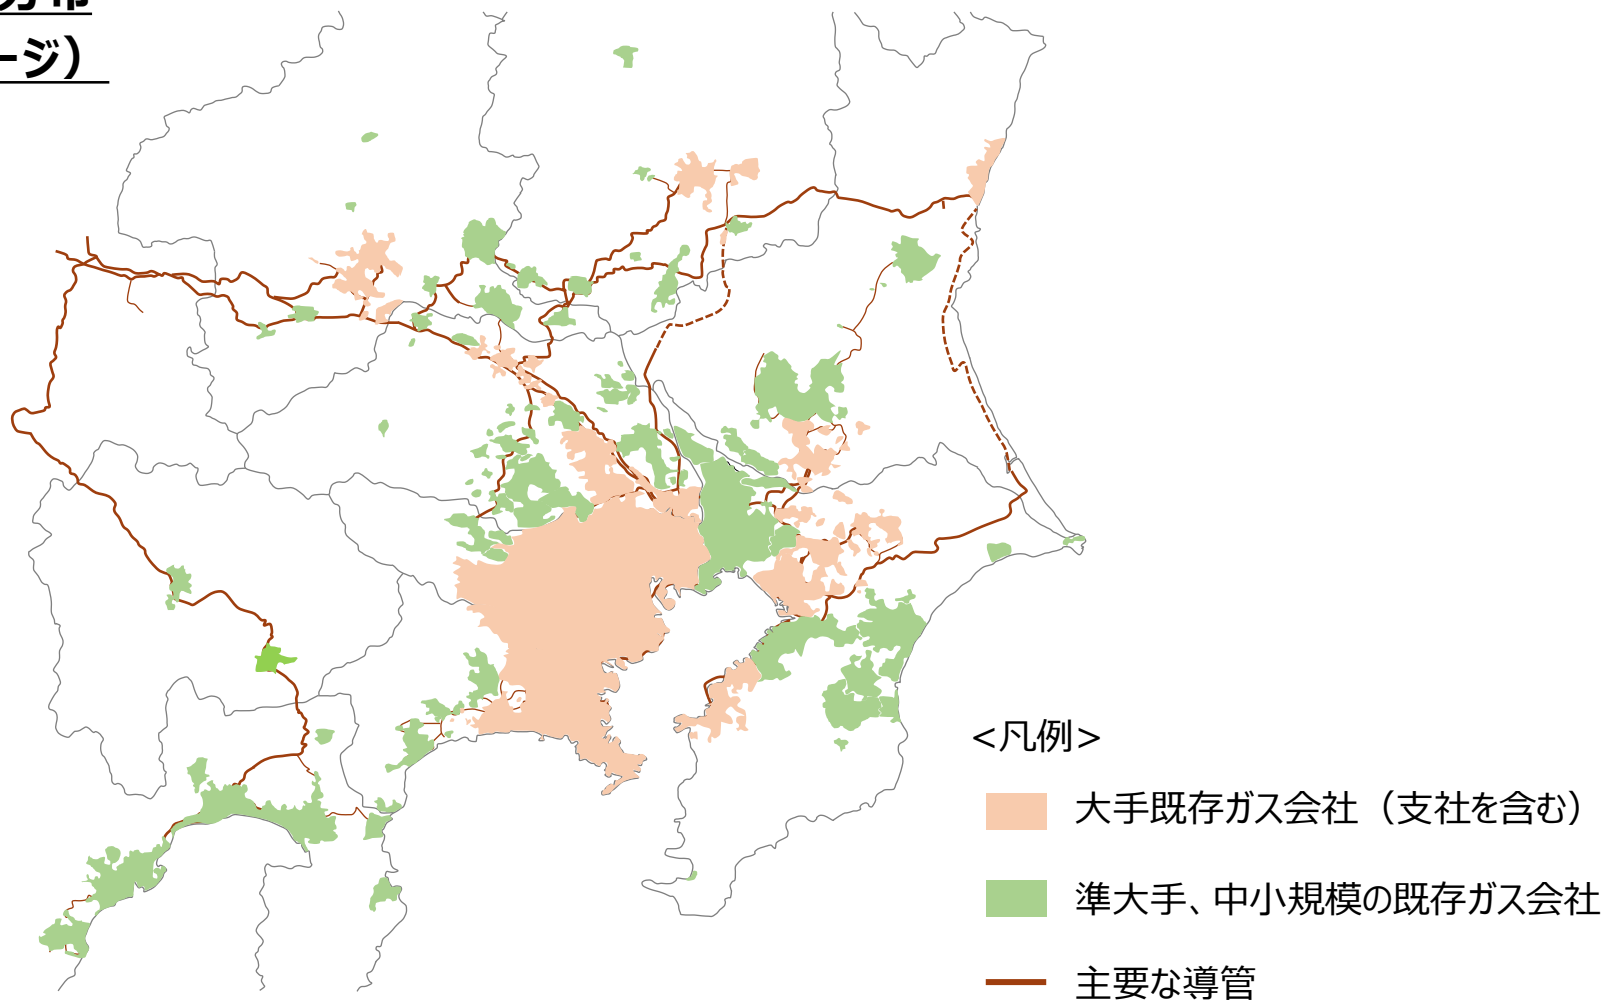 ージ）
<凡例>
大手既存ガス会社（支社を含む）
準大手、中小規模の既存ガス会社
主要な導管